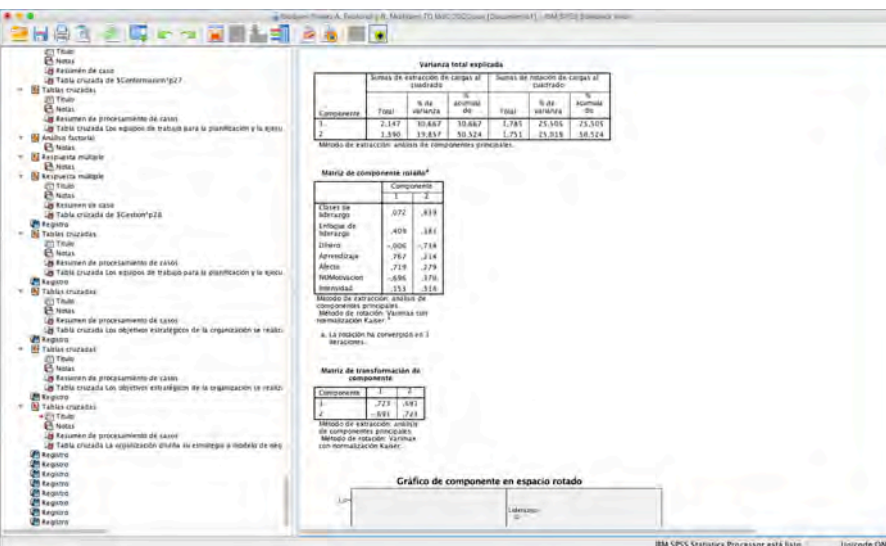 Título
Notas
Resumen de caso
Tabla cruzada de $Conformacion*p27
Tablas cruzadas
Título
Notas
Resumen de procesamiento de casos
Tabla cruzada Los equipos de trabajo para la planificación y la ejecu
Análisis factorial
Notas
Respuesta múltiple
Notas
Respuesta múltiple
Título
Notas
Resumen de caso
Tabla cruzada de $Gestion*p28
Registro
Tablas cruzadas
Título
Notas
Resumen de procesamiento de casos
Tabla cruzada Los equipos de trabajo para la planificación y la ejecu
Registro
Tablas cruzadas
Título
Notas
Resumen de procesamiento de casos
Tabla cruzada Los objetivos estratégicos de la organización se realiz
Registro
Tablas cruzadas
Título
Notas
Resumen de procesamiento de casos
Tabla cruzada Los objetivos estratégicos de la organización se realiz
Registro
Tablas cruzadas
Título
Notas
Resumen de procesamiento de casos
Tabla cruzada La organización diseña su estrategia o modelo de neg
Registro
Registro
Registro
Registro
Registro
Registro
Registro
Varianza total explicada
Sumas de extracción de cargas al cuadrado Sumas de rotación de cargas al cuadrado
Componente Total % de varianza % acumulado Total % de varianza % acumulado
1 2,147 30,667 30,667 1,785 25,505 25,505
2 1,390 19,857 50,524 1,751 25,019 50,524
Método de extracción: análisis de componentes principales.
Matriz de componente rotado
Componente
1 2
Clases de liderazgo ,072
Enfoque de liderazgo ,409
Dinero -,006 -,734
Aprendizaje ,767 ,214
Afecto ,719 ,279
NOMotivacion -,696 ,370
Intensidad ,153
Método de extracción: análisis de
componentes principales.
Método de rotación: Varimax con
normalización Kaiser.
a. La rotación ha convergido en 3
iteraciones.
Matriz de transformación de
componente
Componente 1 2
1 ,723 ,691
2 -,691 ,723
Método de extracción: análisis
de componentes principales.
Método de rotación: Varimax
con normalización Kaiser.
Gráfico de componente en espacio rotado
1,0
IBM SPSS Statistics Processor está listo